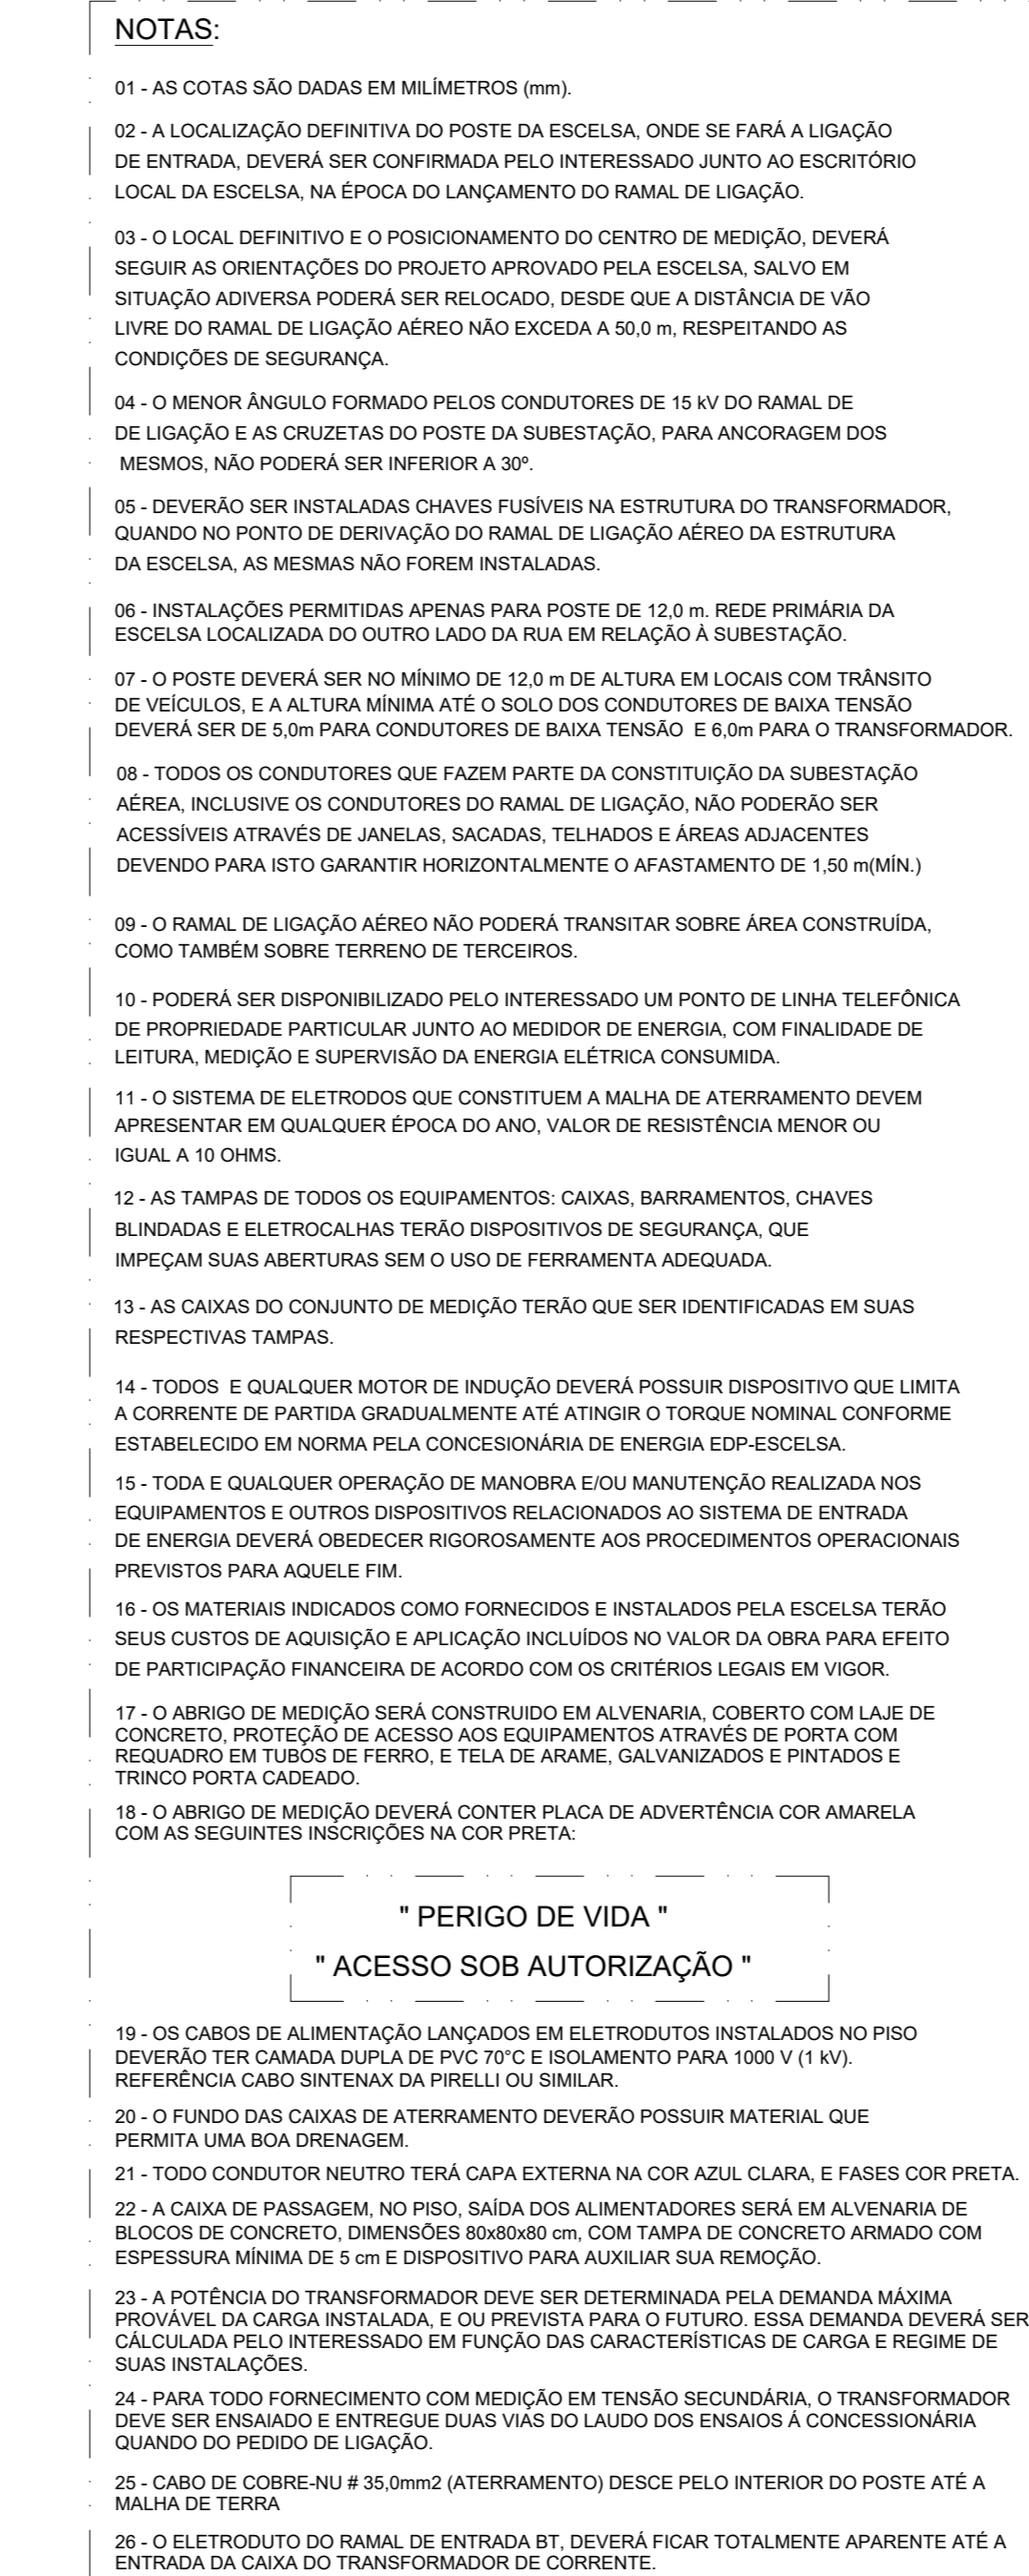 NOTAS:
01 - AS COTAS SÃO DADAS EM MILÍMETROS (mm).
02 - A LOCALIZAÇÃO DEFINITIVA DO POSTE DA ESCELSA, ONDE SE FARÁ A LIGAÇÃO
DE ENTRADA, DEVERÁ SER CONFIRMADA PELO INTERESSADO JUNTO AO ESCRITÓRIO
LOCAL DA ESCELSA, NA ÉPOCA DO LANÇAMENTO DO RAMAL DE LIGAÇÃO.
03 - O LOCAL DEFINITIVO E O POSICIONAMENTO DO CENTRO DE MEDIÇÃO, DEVERÁ
SEGUIR AS ORIENTAÇÕES DO PROJETO APROVADO PELA ESCELSA, SALVO EM
SITUAÇÃO ADIVERSA PODERÁ SER RELOCADO, DESDE QUE A DISTÂNCIA DE VÃO
LIVRE DO RAMAL DE LIGAÇÃO AÉREO NÃO EXCEDA A 50,0 m, RESPEITANDO AS
CONDIÇÕES DE SEGURANÇA.
04 - O MENOR ÂNGULO FORMADO PELOS CONDUTORES DE 15 kV DO RAMAL DE
DE LIGAÇÃO E AS CRUZETAS DO POSTE DA SUBESTAÇÃO, PARA ANCORAGEM DOS
MESMOS, NÃO PODERÁ SER INFERIOR A 30º.
05 - DEVERÃO SER INSTALADAS CHAVES FUSÍVEIS NA ESTRUTURA DO TRANSFORMADOR,
QUANDO NO PONTO DE DERIVAÇÃO DO RAMAL DE LIGAÇÃO AÉREO DA ESTRUTURA
DA ESCELSA, AS MESMAS NÃO FOREM INSTALADAS.
06 - INSTALAÇÕES PERMITIDAS APENAS PARA POSTE DE 12,0 m. REDE PRIMÁRIA DA
ESCELSA LOCALIZADA DO OUTRO LADO DA RUA EM RELAÇÃO À SUBESTAÇÃO.
07 - O POSTE DEVERÁ SER NO MÍNIMO DE 12,0 m DE ALTURA EM LOCAIS COM TRÂNSITO
DE VEÍCULOS, E A ALTURA MÍNIMA ATÉ O SOLO DOS CONDUTORES DE BAIXA TENSÃO
DEVERÁ SER DE 5,0m PARA CONDUTORES DE BAIXA TENSÃO  E 6,0m PARA O TRANSFORMADOR.
08 - TODOS OS CONDUTORES QUE FAZEM PARTE DA CONSTITUIÇÃO DA SUBESTAÇÃO
AÉREA, INCLUSIVE OS CONDUTORES DO RAMAL DE LIGAÇÃO, NÃO PODERÃO SER
ACESSÍVEIS ATRAVÉS DE JANELAS, SACADAS, TELHADOS E ÁREAS ADJACENTES
DEVENDO PARA ISTO GARANTIR HORIZONTALMENTE O AFASTAMENTO DE 1,50 m(MÍN.)
09 - O RAMAL DE LIGAÇÃO AÉREO NÃO PODERÁ TRANSITAR SOBRE ÁREA CONSTRUÍDA,
COMO TAMBÉM SOBRE TERRENO DE TERCEIROS.
10 - PODERÁ SER DISPONIBILIZADO PELO INTERESSADO UM PONTO DE LINHA TELEFÔNICA
DE PROPRIEDADE PARTICULAR JUNTO AO MEDIDOR DE ENERGIA, COM FINALIDADE DE
LEITURA, MEDIÇÃO E SUPERVISÃO DA ENERGIA ELÉTRICA CONSUMIDA.
11 - O SISTEMA DE ELETRODOS QUE CONSTITUEM A MALHA DE ATERRAMENTO DEVEM
APRESENTAR EM QUALQUER ÉPOCA DO ANO, VALOR DE RESISTÊNCIA MENOR OU
IGUAL A 10 OHMS.
12 - AS TAMPAS DE TODOS OS EQUIPAMENTOS: CAIXAS, BARRAMENTOS, CHAVES
BLINDADAS E ELETROCALHAS TERÃO DISPOSITIVOS DE SEGURANÇA, QUE
IMPEÇAM SUAS ABERTURAS SEM O USO DE FERRAMENTA ADEQUADA.
13 - AS CAIXAS DO CONJUNTO DE MEDIÇÃO TERÃO QUE SER IDENTIFICADAS EM SUAS
RESPECTIVAS TAMPAS.
14 - TODOS  E QUALQUER MOTOR DE INDUÇÃO DEVERÁ POSSUIR DISPOSITIVO QUE LIMITA
A CORRENTE DE PARTIDA GRADUALMENTE ATÉ ATINGIR O TORQUE NOMINAL CONFORME
ESTABELECIDO EM NORMA PELA CONCESIONÁRIA DE ENERGIA EDP-ESCELSA.
15 - TODA E QUALQUER OPERAÇÃO DE MANOBRA E/OU MANUTENÇÃO REALIZADA NOS
EQUIPAMENTOS E OUTROS DISPOSITIVOS RELACIONADOS AO SISTEMA DE ENTRADA
DE ENERGIA DEVERÁ OBEDECER RIGOROSAMENTE AOS PROCEDIMENTOS OPERACIONAIS
PREVISTOS PARA AQUELE FIM.
16 - OS MATERIAIS INDICADOS COMO FORNECIDOS E INSTALADOS PELA ESCELSA TERÃO
SEUS CUSTOS DE AQUISIÇÃO E APLICAÇÃO INCLUÍDOS NO VALOR DA OBRA PARA EFEITO
DE PARTICIPAÇÃO FINANCEIRA DE ACORDO COM OS CRITÉRIOS LEGAIS EM VIGOR.
17 - O ABRIGO DE MEDIÇÃO SERÁ CONSTRUIDO EM ALVENARIA, COBERTO COM LAJE DE
CONCRETO, PROTEÇÃO DE ACESSO AOS EQUIPAMENTOS ATRAVÉS DE PORTA COM
REQUADRO EM TUBOS DE FERRO, E TELA DE ARAME, GALVANIZADOS E PINTADOS E
TRINCO PORTA CADEADO.
18 - O ABRIGO DE MEDIÇÃO DEVERÁ CONTER PLACA DE ADVERTÊNCIA COR AMARELA
COM AS SEGUINTES INSCRIÇÕES NA COR PRETA:
" PERIGO DE VIDA "
" ACESSO SOB AUTORIZAÇÃO "
19 - OS CABOS DE ALIMENTAÇÃO LANÇADOS EM ELETRODUTOS INSTALADOS NO PISO
DEVERÃO TER CAMADA DUPLA DE PVC 70°C E ISOLAMENTO PARA 1000 V (1 kV).
REFERÊNCIA CABO SINTENAX DA PIRELLI OU SIMILAR.
20 - O FUNDO DAS CAIXAS DE ATERRAMENTO DEVERÃO POSSUIR MATERIAL QUE
PERMITA UMA BOA DRENAGEM.
21 - TODO CONDUTOR NEUTRO TERÁ CAPA EXTERNA NA COR AZUL CLARA, E FASES COR PRETA.
22 - A CAIXA DE PASSAGEM, NO PISO, SAÍDA DOS ALIMENTADORES SERÁ EM ALVENARIA DE
BLOCOS DE CONCRETO, DIMENSÕES 80x80x80 cm, COM TAMPA DE CONCRETO ARMADO COM
ESPESSURA MÍNIMA DE 5 cm E DISPOSITIVO PARA AUXILIAR SUA REMOÇÃO.
23 - A POTÊNCIA DO TRANSFORMADOR DEVE SER DETERMINADA PELA DEMANDA MÁXIMA
PROVÁVEL DA CARGA INSTALADA, E OU PREVISTA PARA O FUTURO. ESSA DEMANDA DEVERÁ SER
CÁLCULADA PELO INTERESSADO EM FUNÇÃO DAS CARACTERÍSTICAS DE CARGA E REGIME DE
SUAS INSTALAÇÕES.
24 - PARA TODO FORNECIMENTO COM MEDIÇÃO EM TENSÃO SECUNDÁRIA, O TRANSFORMADOR
DEVE SER ENSAIADO E ENTREGUE DUAS VIAS DO LAUDO DOS ENSAIOS Á CONCESSIONÁRIA
QUANDO DO PEDIDO DE LIGAÇÃO.
25 - CABO DE COBRE-NU # 35,0mm2 (ATERRAMENTO) DESCE PELO INTERIOR DO POSTE ATÉ A
MALHA DE TERRA
26 - O ELETRODUTO DO RAMAL DE ENTRADA BT, DEVERÁ FICAR TOTALMENTE APARENTE ATÉ A
ENTRADA DA CAIXA DO TRANSFORMADOR DE CORRENTE.